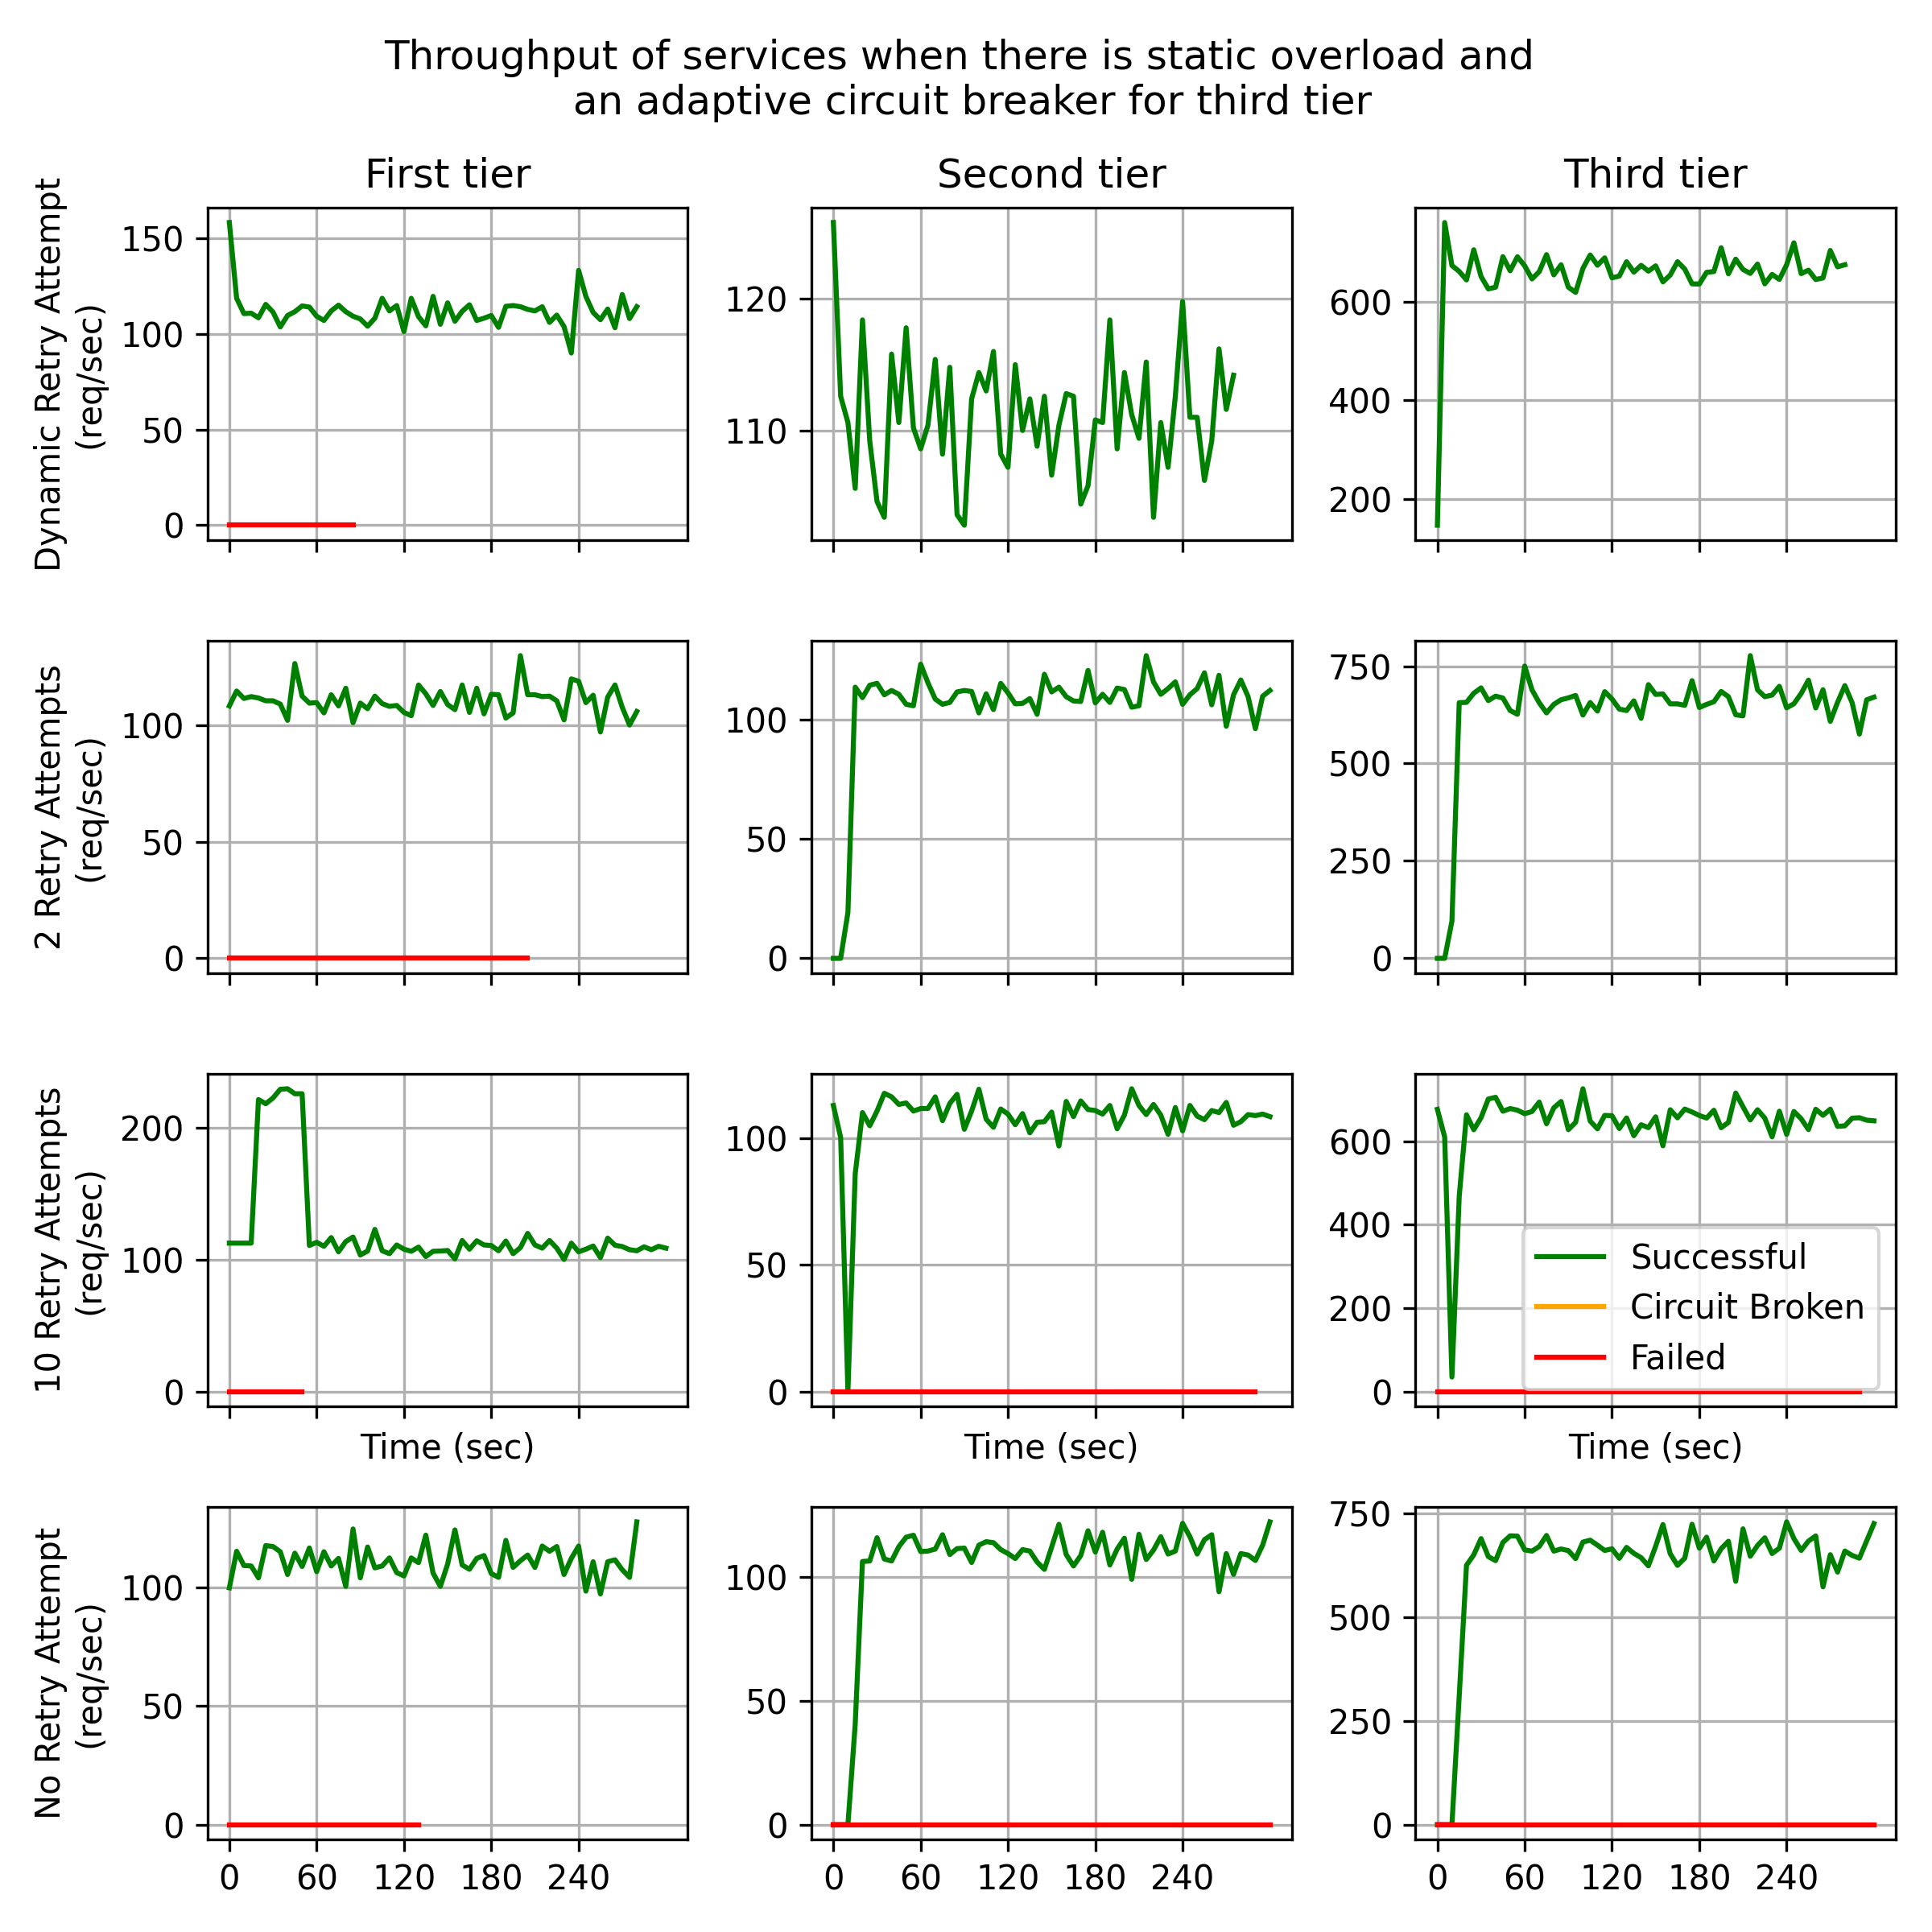 Throughput of services when there is static overload and
an adaptive circuit breaker for third tier
First tier
Second tier
Third tier
Dynamic Retry Attempt
(req/sec)
150
100
50
0
120
110
600
400
200
2 Retry Attempts
(req/sec)
100
50
0
100
50
0
750
500
250
0
10 Retry Attempts
(req/sec)
200
100
0
Time (sec)
100
50
0
Time (sec)
600
400
200
0
Successful
Circuit Broken
Failed
Time (sec)
No Retry Attempt
(req/sec)
100
50
0
0 60 120 180 240
100
50
0
0 60 120 180 240
750
500
250
0
0 60 120 180 240